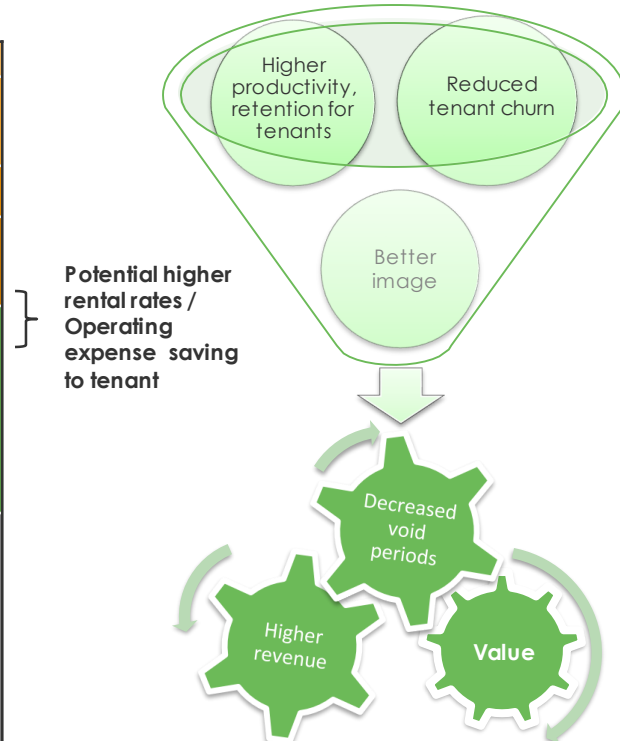 Higher
productivity,
retention for
tenants
Reduced
tenant churn
Better
image
Potential higher
rental rates /
Operating
expense saving
to tenant
Decreased
void
periods
Higher
revenue
Value